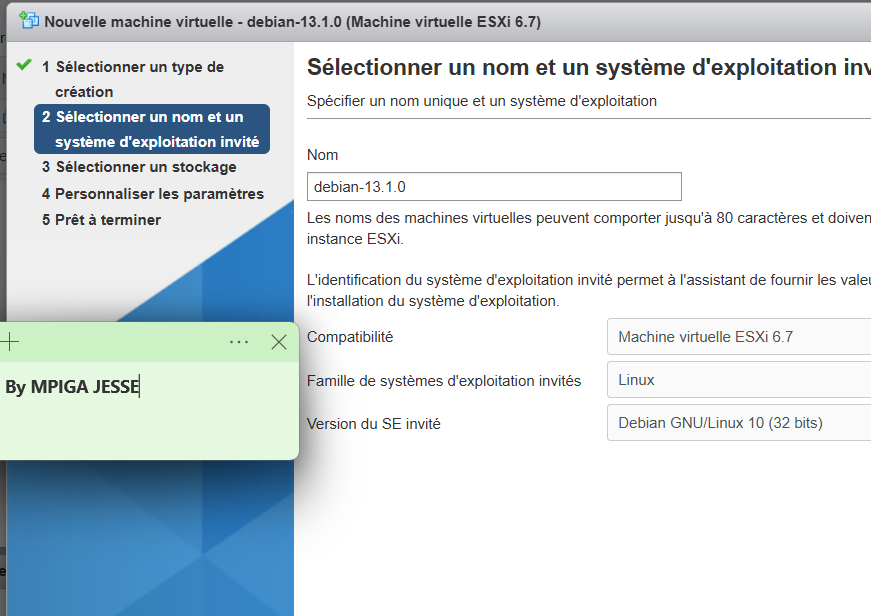 Nouvelle machine virtuelle - debian-13.1.0 (Machine virtuelle ESXi 6.7)
1 Sélectionner un type de
création
2 Sélectionner un nom et un
système d'exploitation invité
3 Sélectionner un stockage
4 Personnaliser les paramètres
5 Prêt à terminer
Sélectionner un nom et un système d'exploitation
Spécifier un nom unique et un système d'exploitation
Nom
debian-13.1.0
Les noms des machines virtuelles peuvent comporter jusqu'à 80 caractères et
instance ESXi.
L'identification du système d'exploitation invité permet à l'assistant de fournir les
l'installation du système d'exploitation.
Compatibilité
Machine virtuelle ESXi 6.7
Famille de systèmes d'exploitation invités
Linux
Version du SE invité
Debian GNU/Linux 10 (32 bits)
By MPIGA JESSE